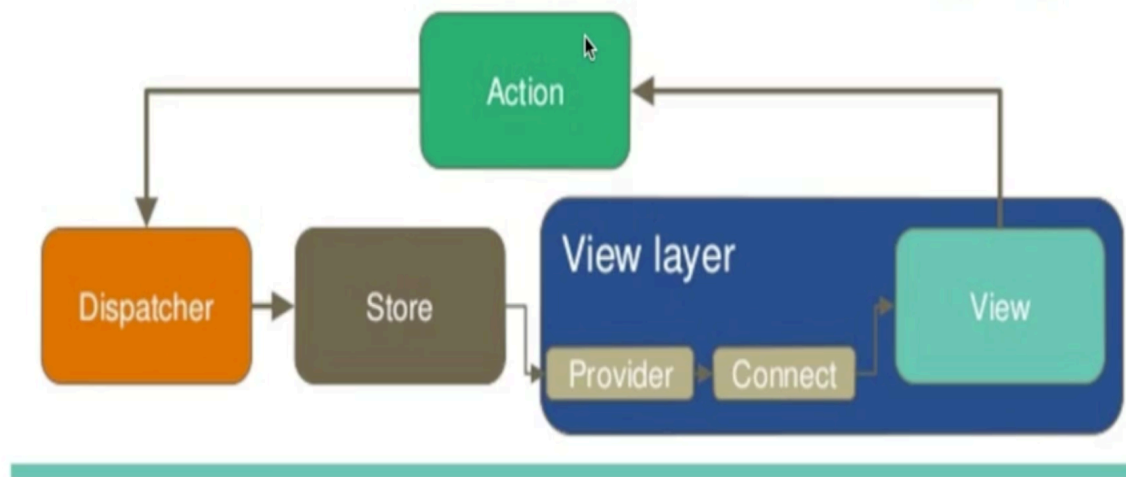 Action
View layer
Dispatcher
Store
View
Provider
Connect